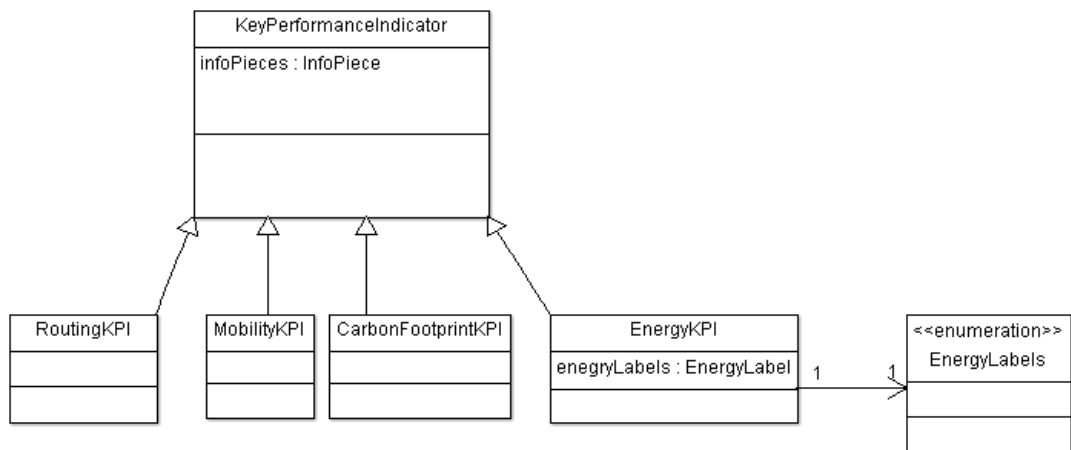 KeyPerformanceIndicator
infoPieces : InfoPiece
RoutingKPI
MobilityKPI
CarbonFootprintKPI
EnergyKPI
enegryLabels : EnergyLabel
1
1
<<enumeration>>
EnergyLabels